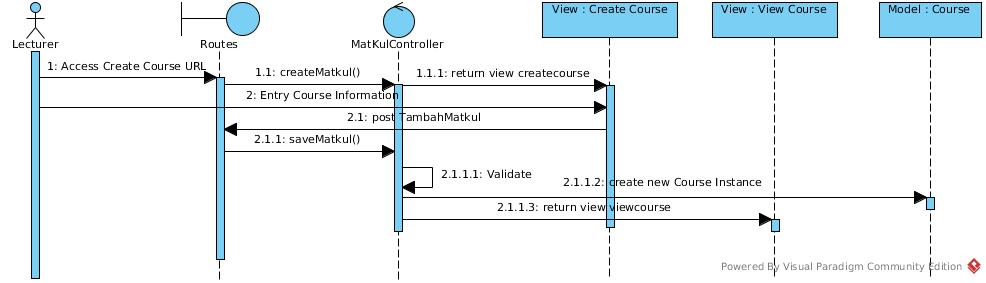 View : Create Course
View : View Course
Model : Course
Lecturer
Routes
MatKulController
1: Access Create Course URL
1.1: createMatkul()
1.1.1: return view createcourse
2: Entry Course Information
2.1: post TambahMatkul
2.1.1: saveMatkul()
2.1.1.1: Validate
2.1.1.2: create new Course Instance
2.1.1.3: return view viewcourse
Powered By Visual Paradigm Community Edition